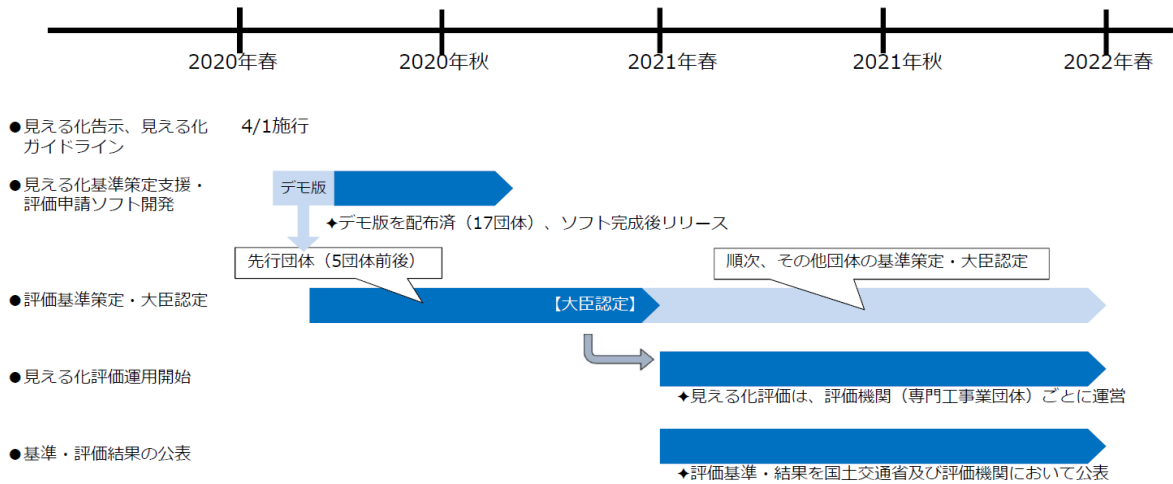 2020年春
2020年秋
2021年春
2021年秋
2022年春
●見える化告示、見える化
ガイドライン
4/1施行
●見える化基準策定支援・
評価申請ソフト開発
デモ版
✦デモ版を配布済（17団体）、ソフト完成後リリース
先行団体（5団体前後）
順次、その他団体の基準策定・大臣認定
●評価基準策定・大臣認定
【大臣認定】
●見える化評価運用開始
✦見える化評価は、評価機関（専門工事業団体）ごとに運営
●基準・評価結果の公表
✦評価基準・結果を国土交通省及び評価機関において公表